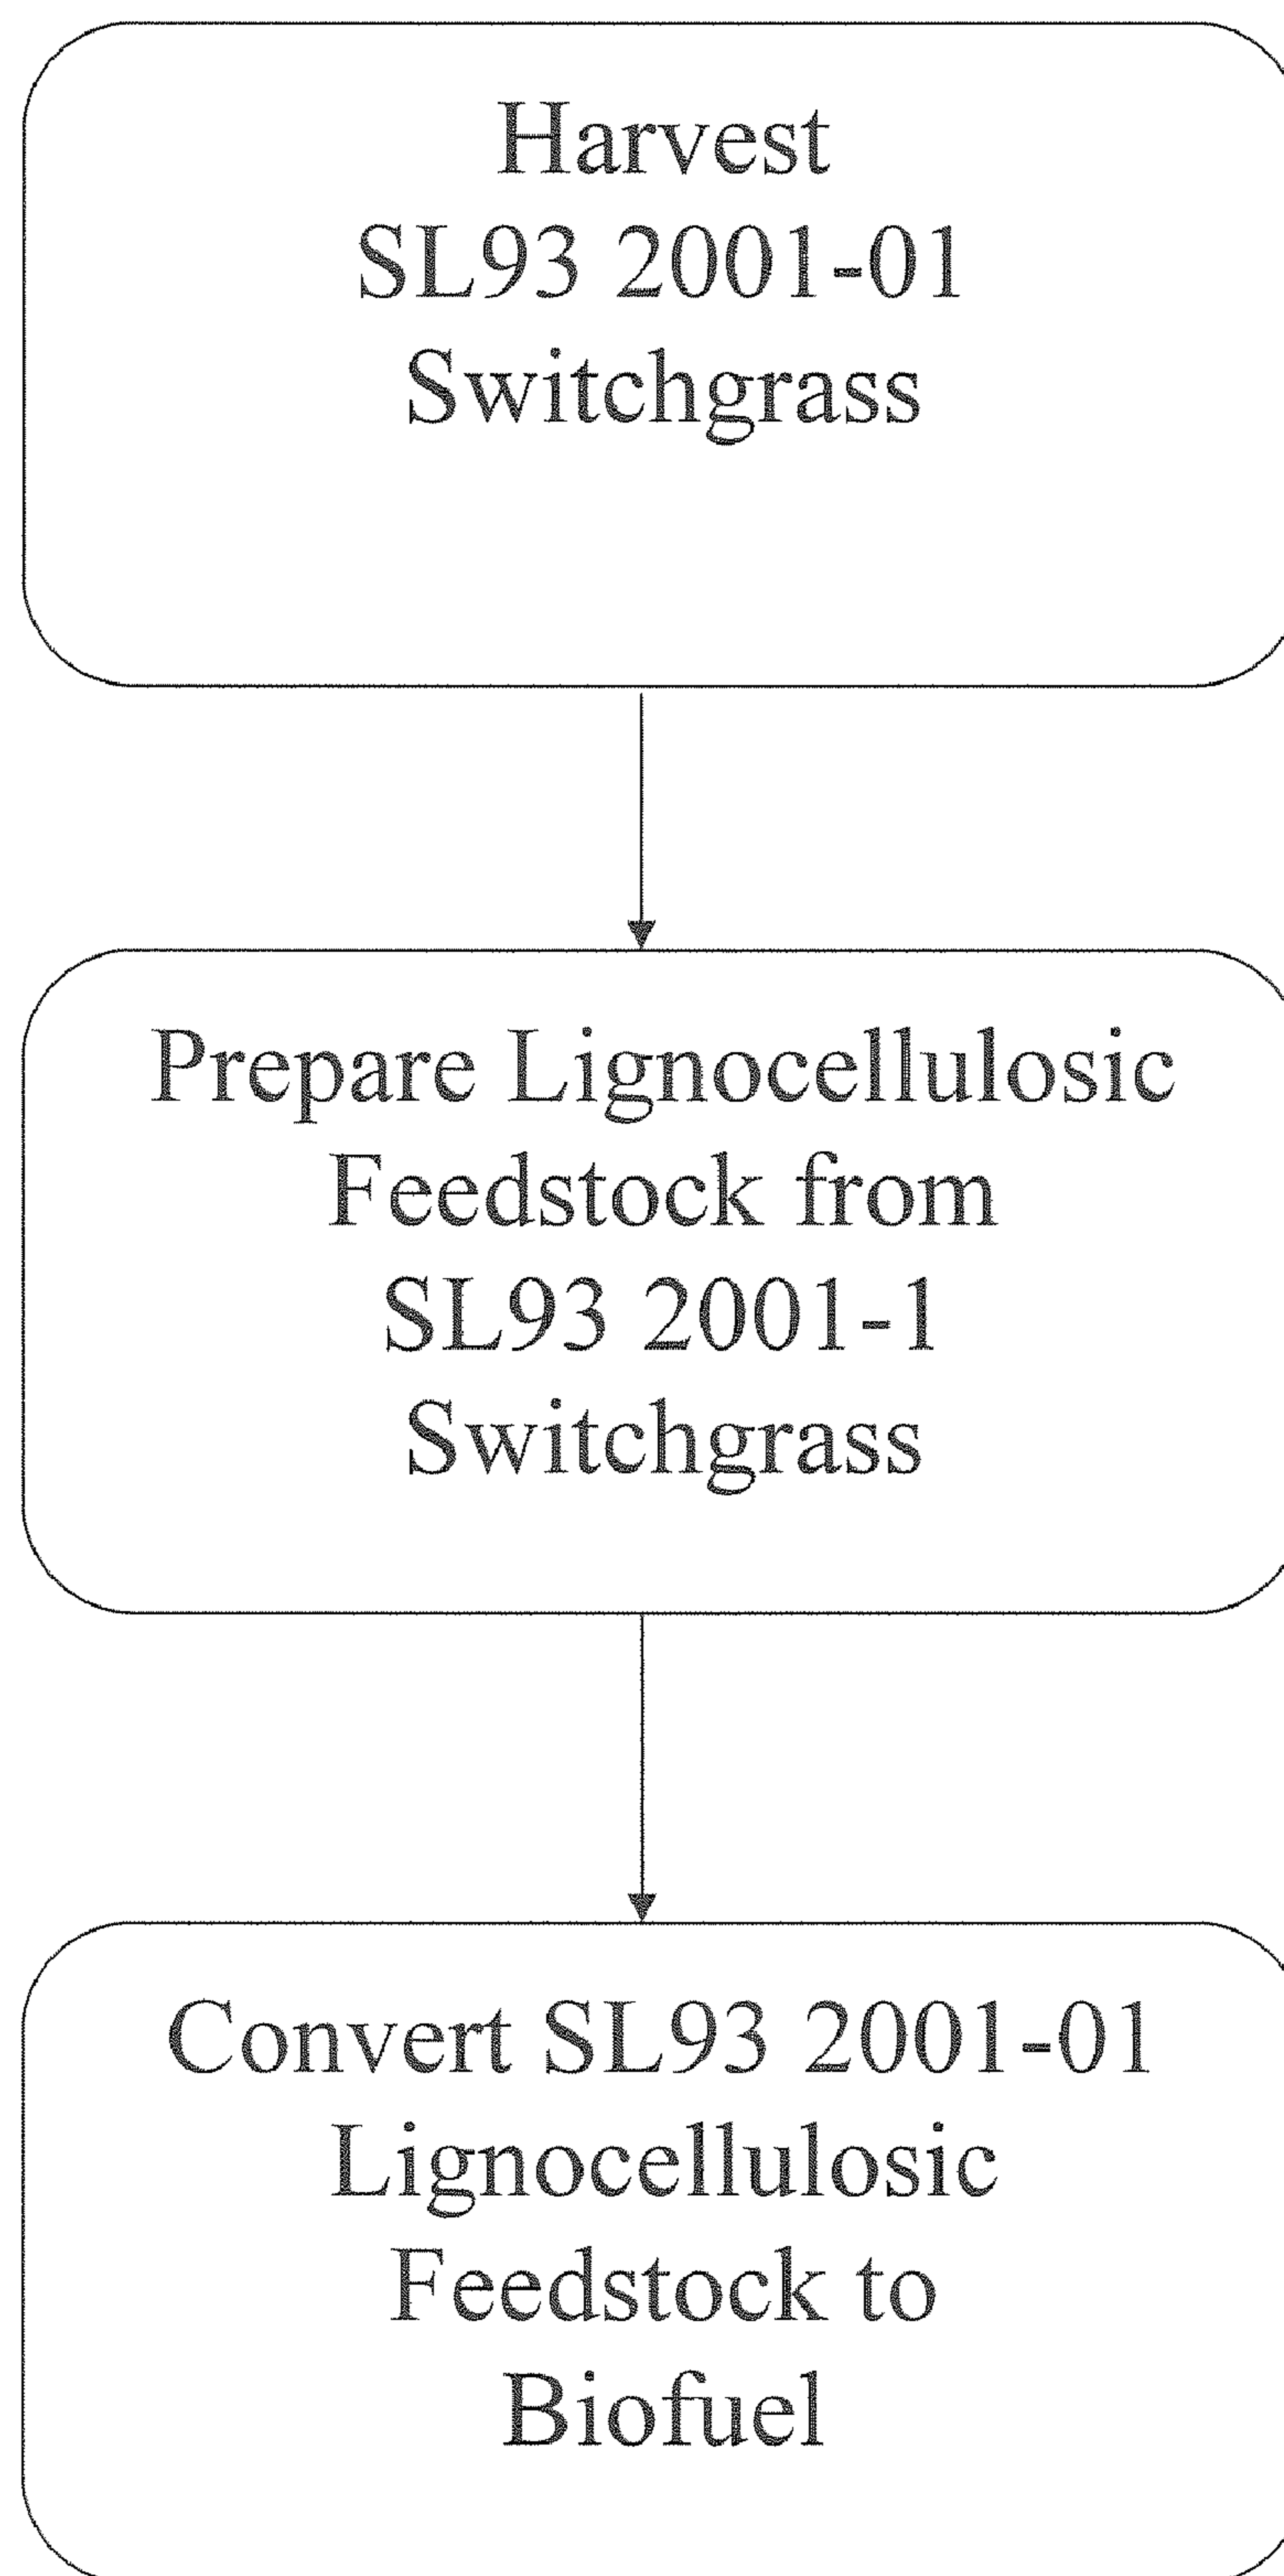 Harvest
SL93 2001-01
Switchgrass
Prepare Lignocellulosic
Feedstock from
SL93 2001-1
Switchgrass
Convert SL93 2001-01
Lignocellulosic
Feedstock to
Biofuel